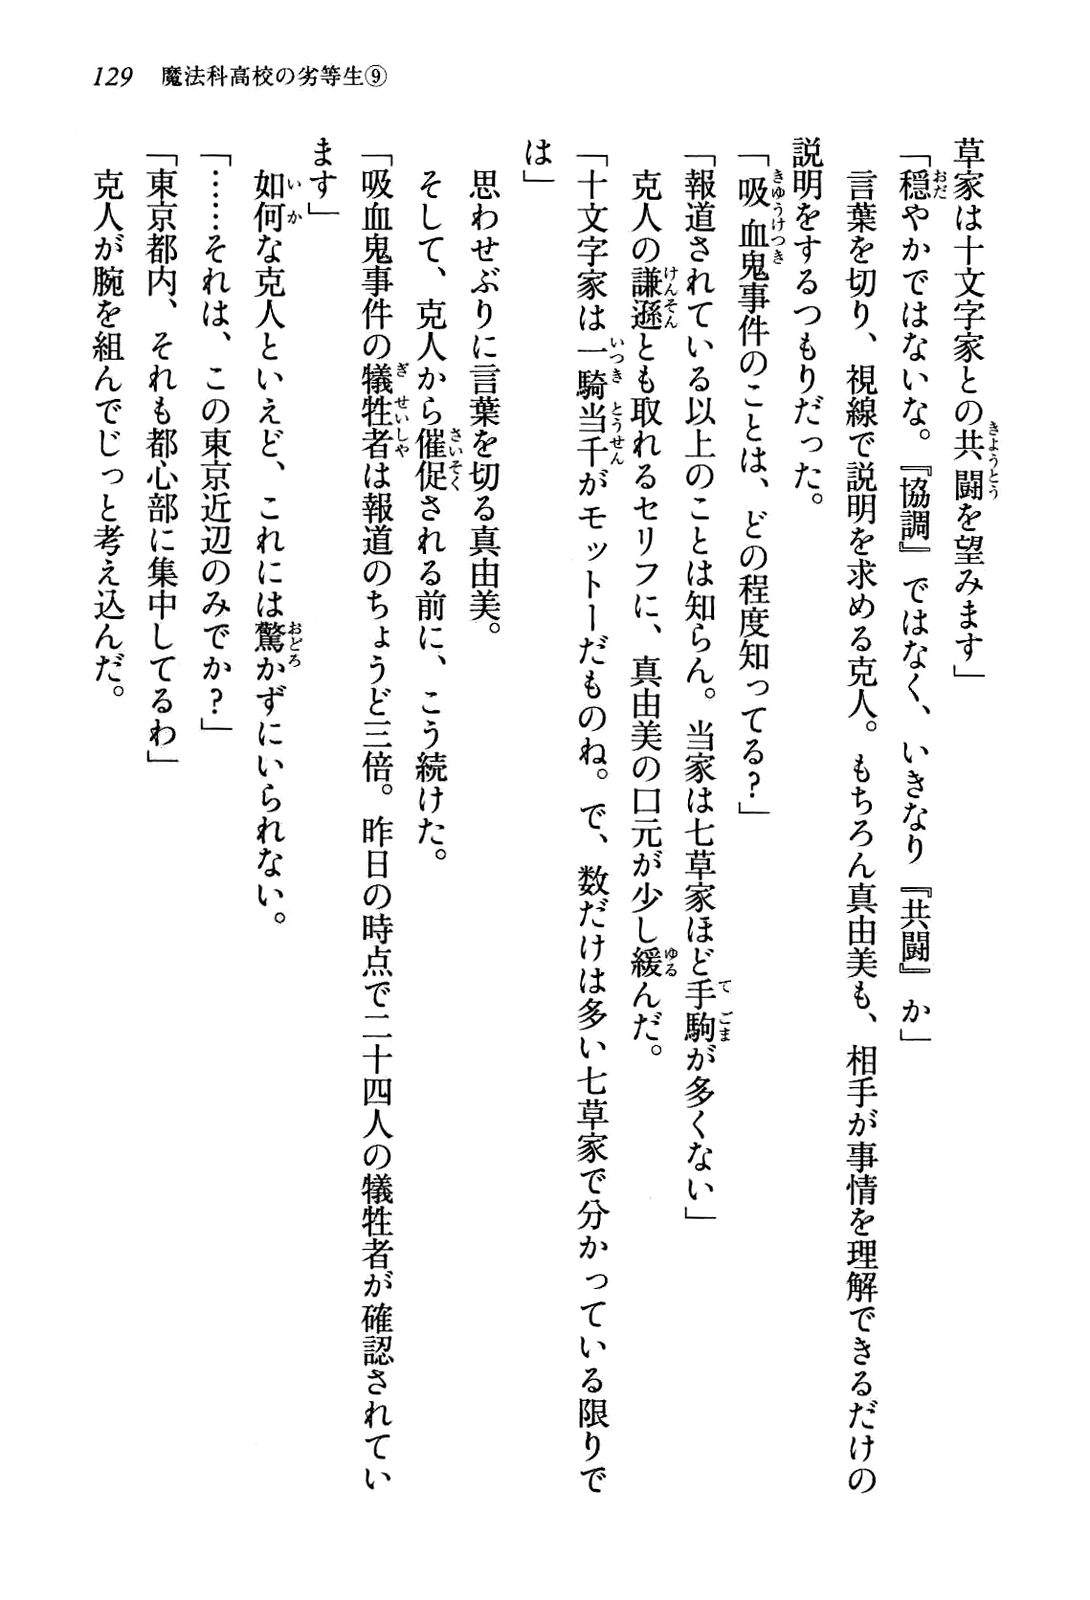 129 魔法科高校の劣等生⑨
草家は十文字家との共闘を望みます」
「穏やかではないな。『協調』ではなく、いきなり『共闘』か」
言葉を切り、視線で説明を求める克人。もちろん真由美も、相手が事情を理解できるだけの
説明をするつもりだった。
「吸血鬼事件のことは、どの程度知ってる？」
「報道されている以上のことは知らん。当家は七草家ほど手駒が多くない」
克人の謙遜とも取れるセリフに、真由美の口元が少し緩んだ。
「十文字家は一騎当千がモットーだものね。で、数だけは多い七草家で分かっている限りで
は」
思わせぶりに言葉を切る真由美。
そして、克人から催促される前に、こう続けた。
「吸血鬼事件の犠牲者は報道のちょうど三倍。昨日の時点で二十四人の犠牲者が確認されてい
ます」
如何な克人といえど、これには驚かずにいられない。
「……それは、この東京近辺のみでか？」
「東京都内、それも都心部に集中してるわ」
克人が腕を組んでじっと考え込んだ。